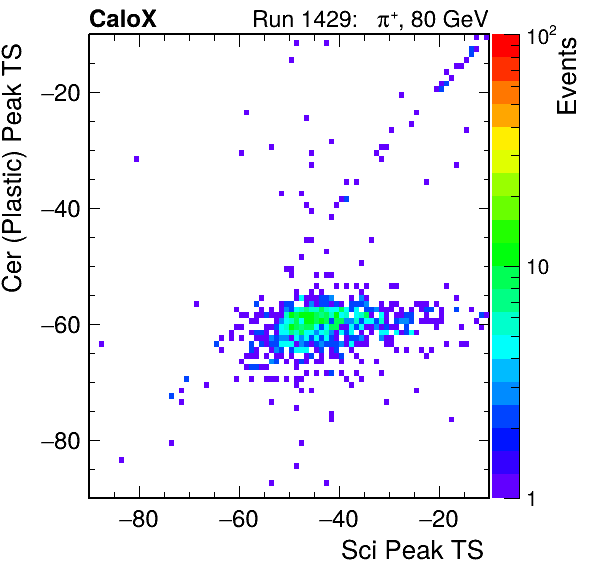 CaloX Run 1429: π⁺, 80 GeV
Cer (Plastic) Peak TS
−20
−40
−60
−80
−80 −60 −40 −20
Sci Peak TS
10²
10
1
Events